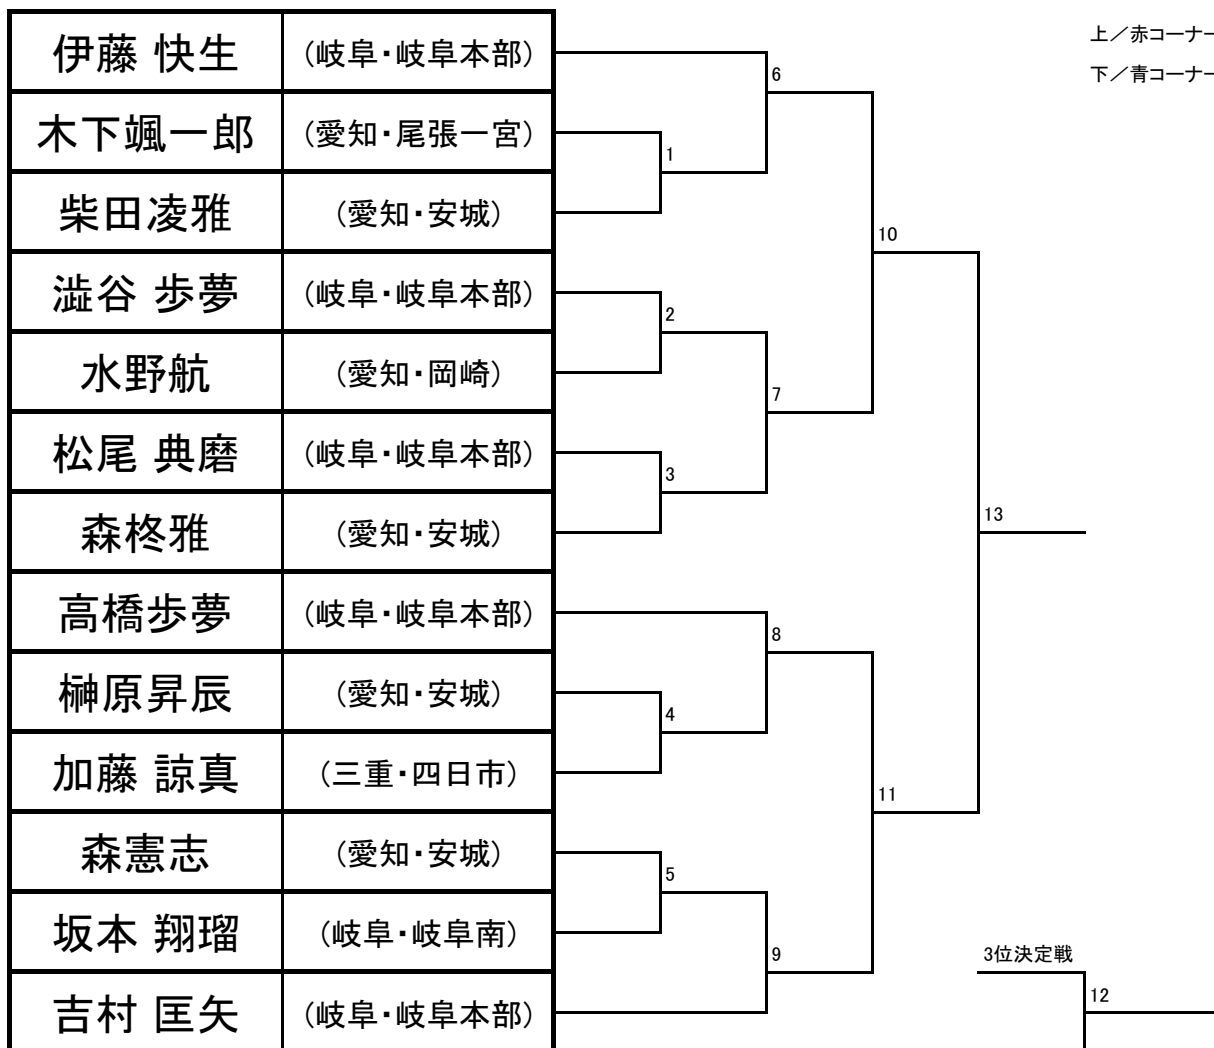 伊藤 快生 (岐阜・岐阜本部)
木下颯一郎 (愛知・尾張一宮)
柴田凌雅 (愛知・安城)
澁谷 歩夢 (岐阜・岐阜本部)
水野航 (愛知・岡崎)
松尾 典磨 (岐阜・岐阜本部)
森柊雅 (愛知・安城)
高橋歩夢 (岐阜・岐阜本部)
榊原昇辰 (愛知・安城)
加藤 諒真 (三重・四日市)
森憲志 (愛知・安城)
坂本 翔瑠 (岐阜・岐阜南)
吉村 匡矢 (岐阜・岐阜本部)
1
2
3
4
5
6
7
8
9
10
11
13
上/赤コーナー
下/青コーナー
3位決定戦
12